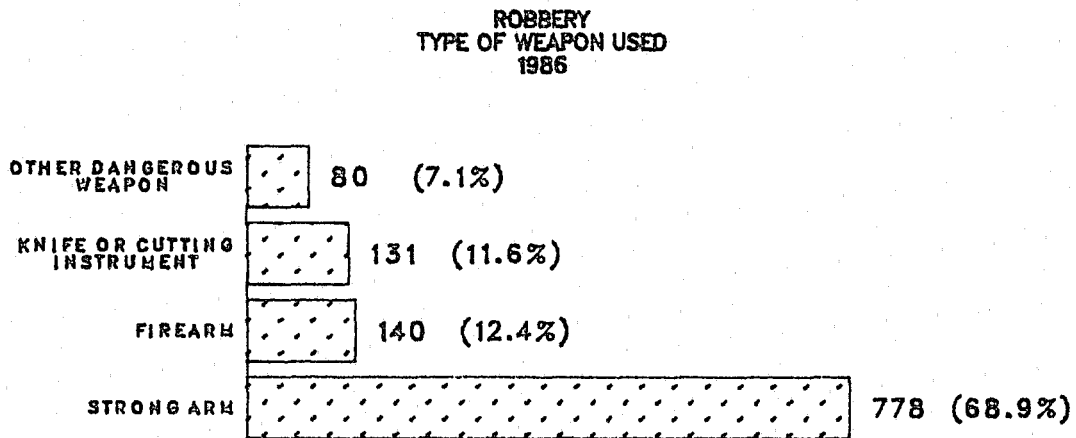 ROBBERY
TYPE OF WEAPON USED
1986
OTHER DANGEROUS
WEAPON
80 (7.1%)
KNIFE OR CUTTING
INSTRUMENT
131 (11.6%)
FIREARM
140 (12.4%)
STRONG ARM
778 (68.9%)